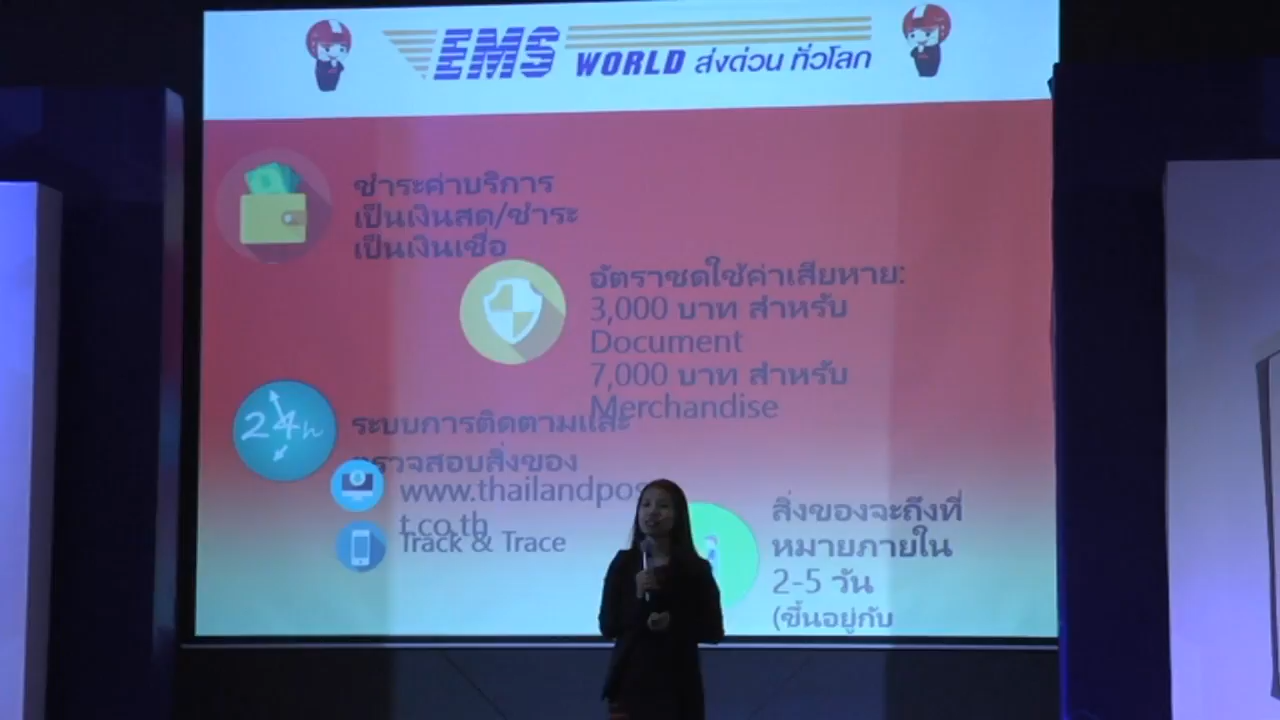 EMS WORLD ส่งด่วน ทั่วโลก
ชำระค่าบริการ
เป็นเงินสด/ชำระ
เป็นเงินเชื่อ
อัตราชดใช้ค่าเสียหาย:
3,000 บาท สำหรับ
Document
7,000 บาท สำหรับ
Merchandise
24h
ระบบการติดตามและ
ตรวจสอบสิ่งของ
www.thailandpos
t.co.th
Track & Trace
สิ่งของจะถึงที่
หมายภายใน
2-5 วัน
(ขึ้นอยู่กับ